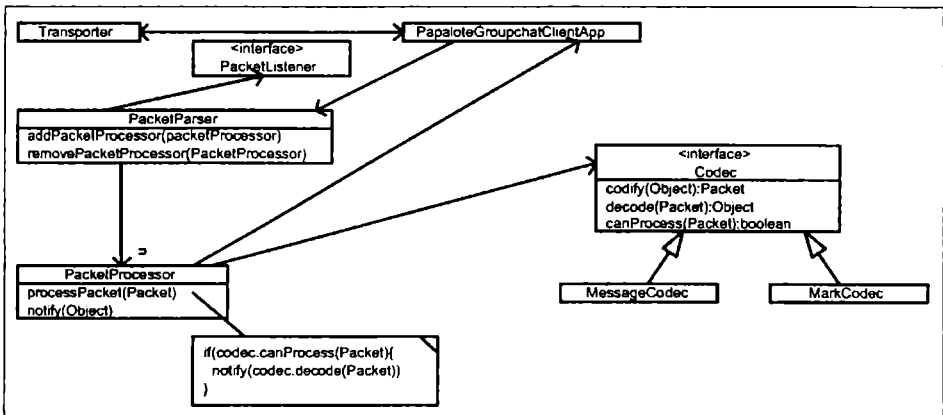 Transporter
PapaloteGroupchatClientApp
<interface>
PacketListener
PacketParser
addPacketProcessor(packetProcessor)
removePacketProcessor(PacketProcessor)
<interface>
Codec
codify(Object):Packet
decode(Packet):Object
canProcess(Packet):boolean
PacketProcessor
processPacket(Packet)
notify(Object)
MessageCodec
MarkCodec
if(codec.canProcess(Packet){
notify(codec.decode(Packet))
}